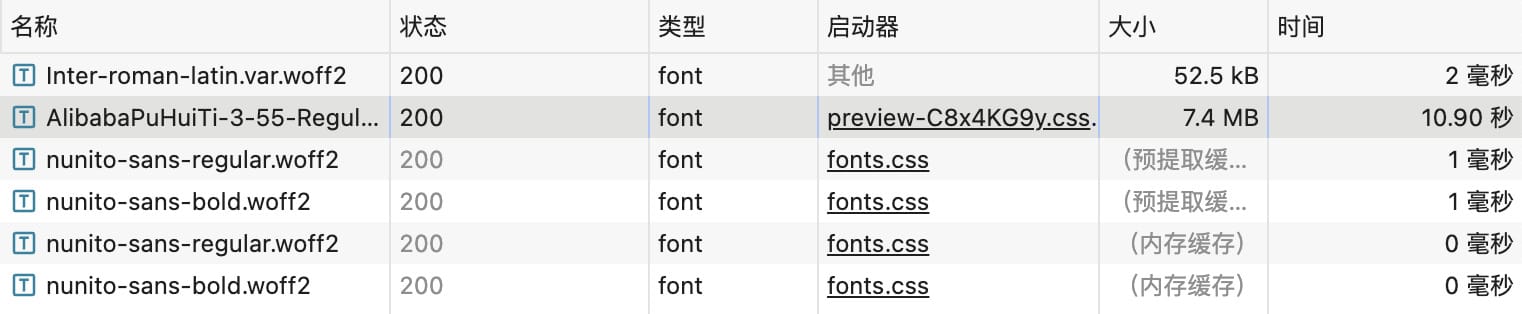 名称 状态 类型 启动器 大小 时间
Inter-roman-latin.var.woff2 200 font 其他 52.5 kB 2 毫秒
AlibabaPuHuiTi-3-55-Regul... 200 font preview-C8x4KG9y.css. 7.4 MB 10.90 秒
nunito-sans-regular.woff2 200 font fonts.css （预提取缓... 1 毫秒
nunito-sans-bold.woff2 200 font fonts.css （预提取缓... 1 毫秒
nunito-sans-regular.woff2 200 font fonts.css （内存缓存） 0 毫秒
nunito-sans-bold.woff2 200 font fonts.css （内存缓存） 0 毫秒